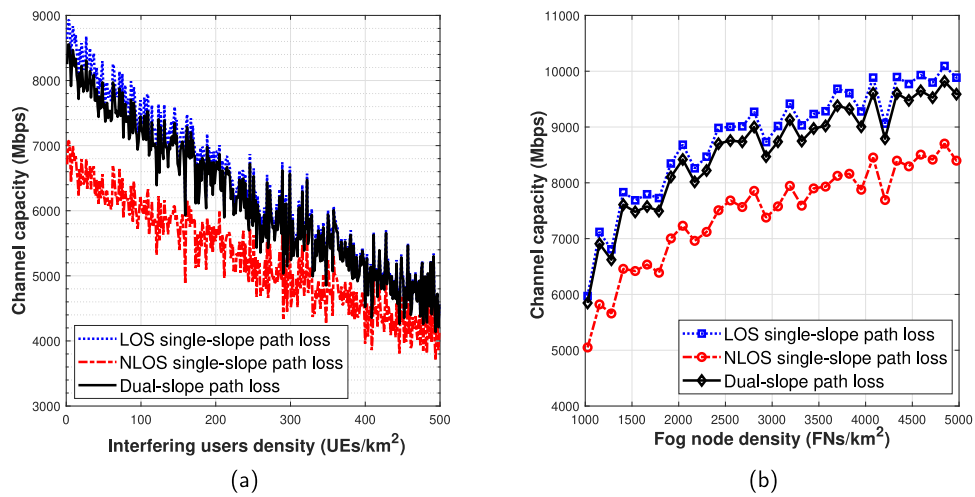 9000
8000
7000
6000
5000
4000
3000
Channel capacity (Mbps)
LOS single-slope path loss
NLOS single-slope path loss
Dual-slope path loss
0 100 200 300 400 500
Interfering users density (UEs/km²)
(a)
11000
10000
9000
8000
7000
6000
5000
4000
Channel capacity (Mbps)
LOS single-slope path loss
NLOS single-slope path loss
Dual-slope path loss
1000 1500 2000 2500 3000 3500 4000 4500 5000
Fog node density (FNs/km²)
(b)